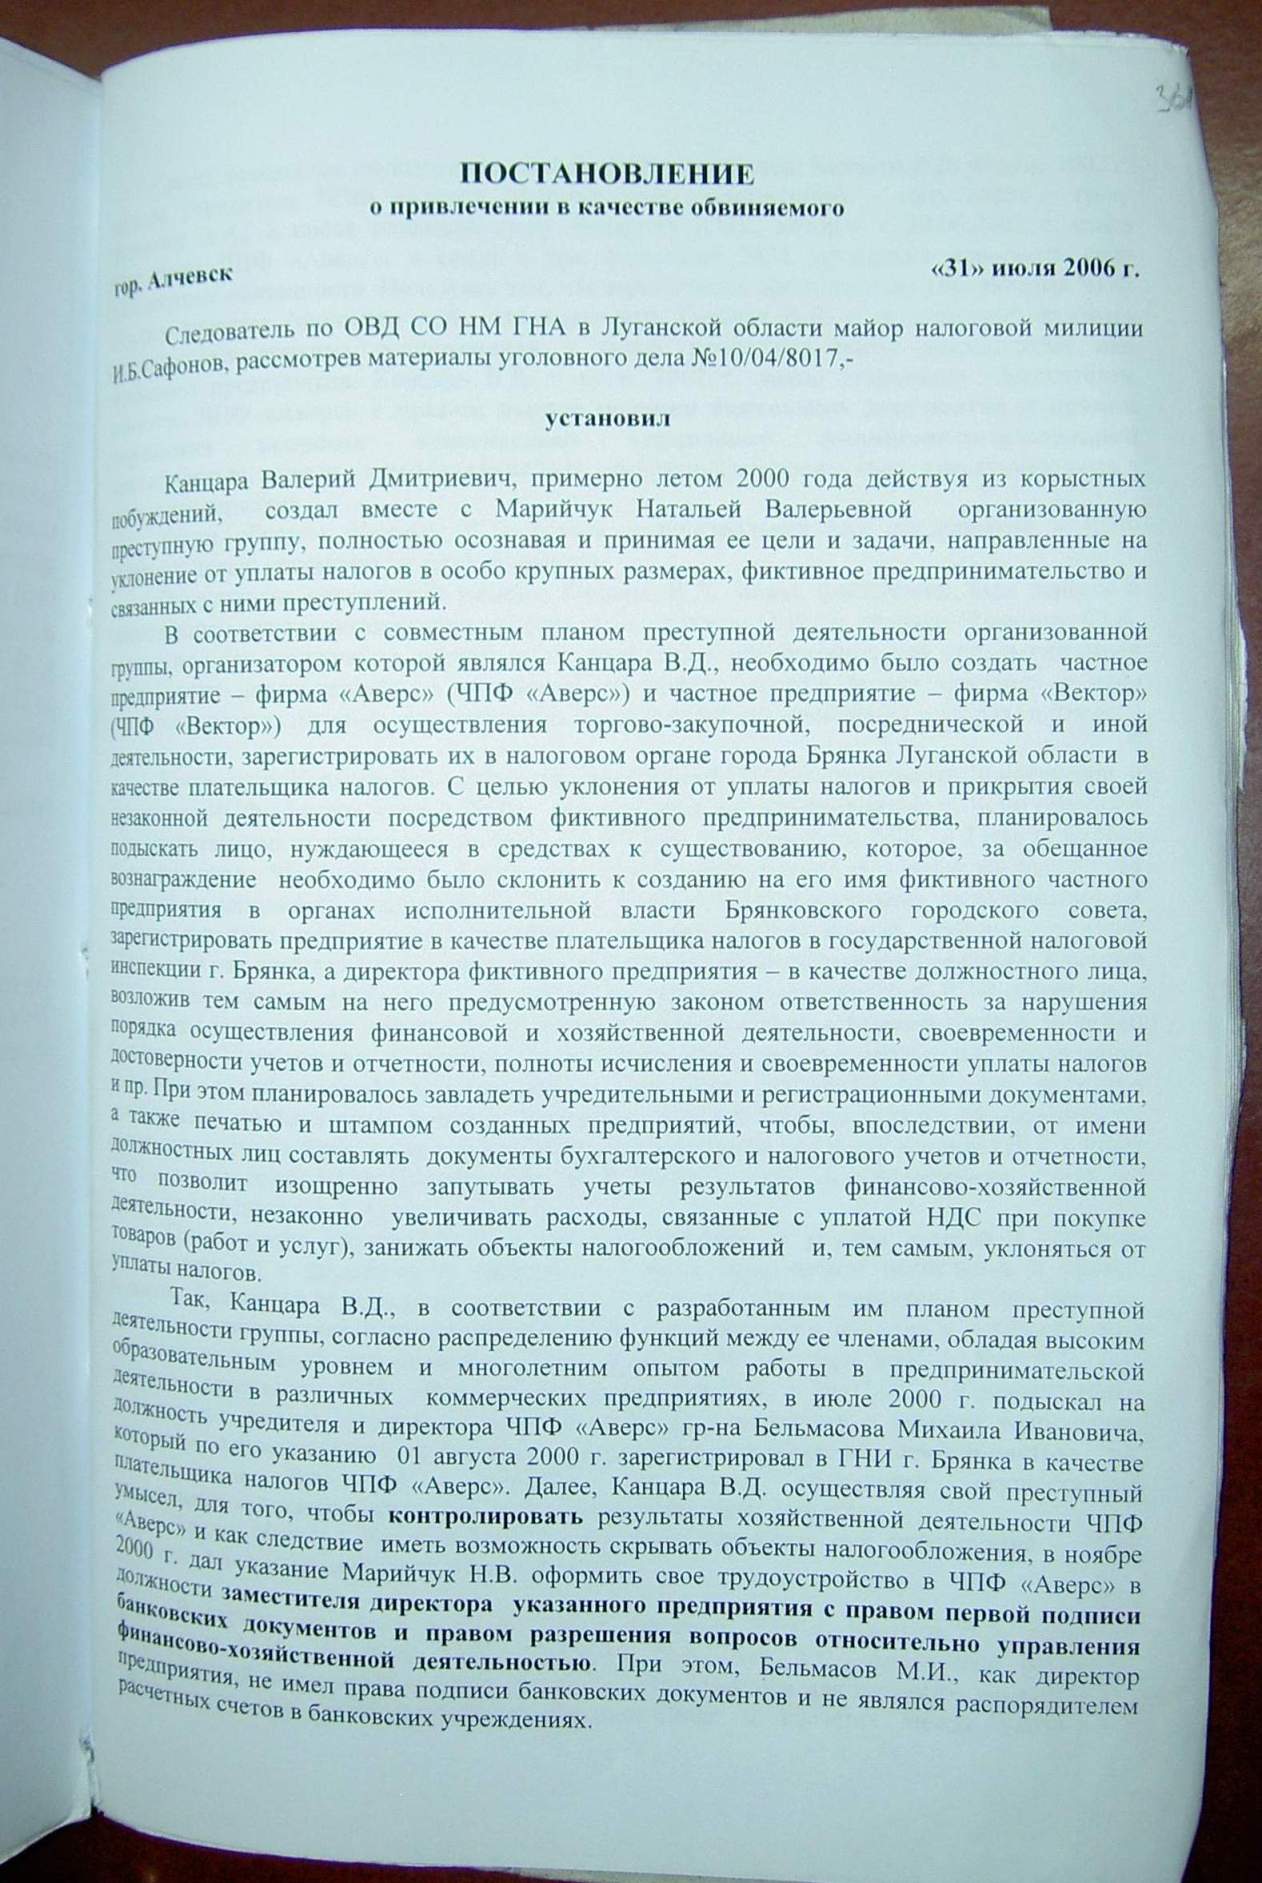 ПОСТАНОВЛЕНИЕ
о привлечении в качестве обвиняемого
гор. Алчевск «31» июля 2006 г.
Следователь по ОВД СО НМ ГНА в Луганской области майор налоговой милиции
И.Б.Сафонов, рассмотрев материалы уголовного дела №10/04/8017,-
установил
Канцара Валерий Дмитриевич, примерно летом 2000 года действуя из корыстных
побуждений, создал вместе с Марийчук Натальей Валерьевной организованную
преступную группу, полностью осознавая и принимая ее цели и задачи, направленные на
уклонение от уплаты налогов в особо крупных размерах, фиктивное предпринимательство и
связанных с ними преступлений.
В соответствии с совместным планом преступной деятельности организованной
группы, организатором которой являлся Канцара В.Д., необходимо было создать частное
предприятие – фирма «Аверс» (ЧПФ «Аверс») и частное предприятие – фирма «Вектор»
(ЧПФ «Вектор») для осуществления торгово-закупочной, посреднической и иной
деятельности, зарегистрировать их в налоговом органе города Брянка Луганской области в
качестве плательщика налогов. С целью уклонения от уплаты налогов и прикрытия своей
незаконной деятельности посредством фиктивного предпринимательства, планировалось
подыскать лицо, нуждающееся в средствах к существованию, которое, за обещанное
вознаграждение необходимо было склонить к созданию на его имя фиктивного частного
предприятия в органах исполнительной власти Брянковского городского совета,
зарегистрировать предприятие в качестве плательщика налогов в государственной налоговой
инспекции г. Брянка, а директора фиктивного предприятия – в качестве должностного лица,
возложив тем самым на него предусмотренную законом ответственность за нарушения
порядка осуществления финансовой и хозяйственной деятельности, своевременности и
достоверности учетов и отчетности, полноты исчисления и своевременности уплаты налогов
и пр. При этом планировалось завладеть учредительными и регистрационными документами,
а также печатью и штампом созданных предприятий, чтобы, впоследствии, от имени
должностных лиц составлять документы бухгалтерского и налогового учетов и отчетности,
что позволит изощренно запутывать учеты результатов финансово-хозяйственной
деятельности, незаконно увеличивать расходы, связанные с уплатой НДС при покупке
товаров (работ и услуг), занижать объекты налогообложений и, тем самым, уклоняться от
уплаты налогов.
Так, Канцара В.Д., в соответствии с разработанным им планом преступной
деятельности группы, согласно распределению функций между ее членами, обладая высоким
образовательным уровнем и многолетним опытом работы в предпринимательской
деятельности в различных коммерческих предприятиях, в июле 2000 г. подыскал на
должность учредителя и директора ЧПФ «Аверс» гр-на Бельмасова Михаила Ивановича,
который по его указанию 01 августа 2000 г. зарегистрировал в ГНИ г. Брянка в качестве
плательщика налогов ЧПФ «Аверс». Далее, Канцара В.Д. осуществляя свой преступный
умысел, для того, чтобы контролировать результаты хозяйственной деятельности ЧПФ
«Аверс» и как следствие иметь возможность скрывать объекты налогообложения, в ноябре
2000 г. дал указание Марийчук Н.В. оформить свое трудоустройство в ЧПФ «Аверс» в
должности заместителя директора указанного предприятия с правом первой подписи
банковских документов и правом разрешения вопросов относительно управления
финансово-хозяйственной деятельностью. При этом, Бельмасов М.И., как директор
предприятия, не имел права подписи банковских документов и не являлся распорядителем
расчетных счетов в банковских учреждениях.